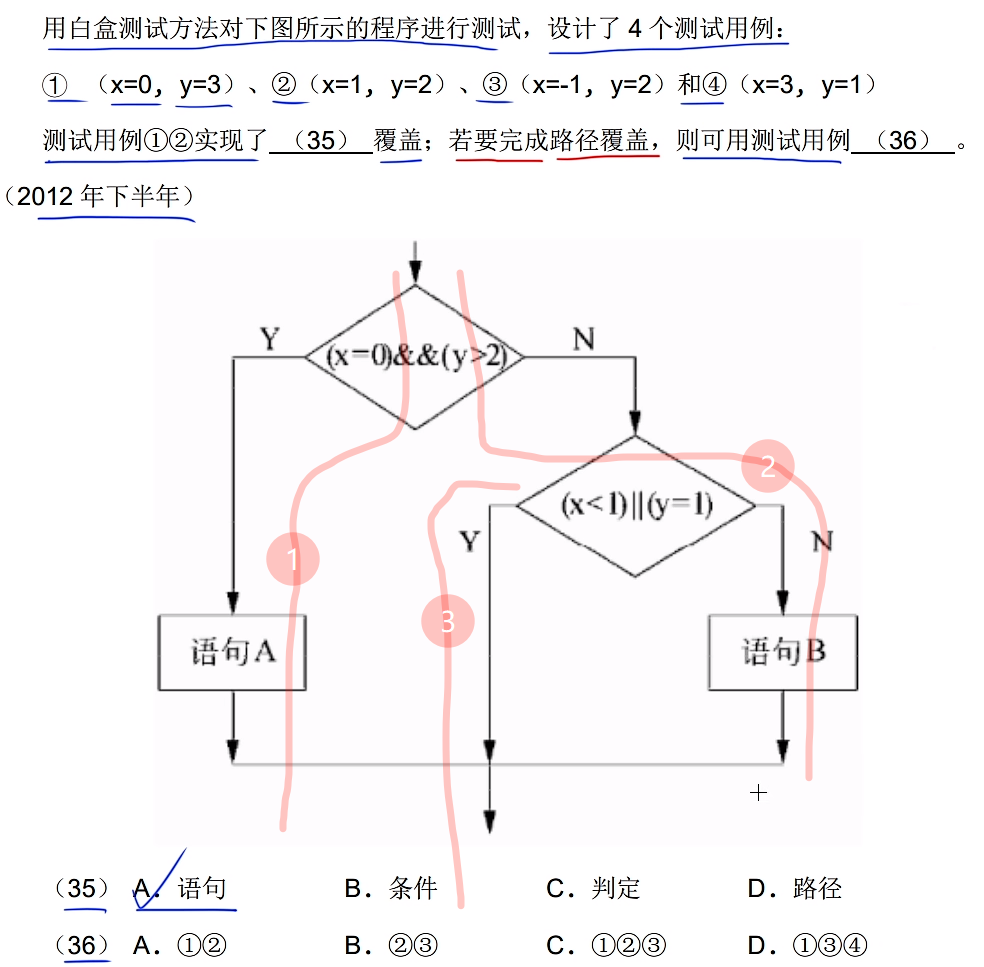 用白盒测试方法对下图所示的程序进行测试，设计了 4 个测试用例：
① （x=0，y=3）、②（x=1，y=2）、③（x=-1，y=2）和④（x=3，y=1）
测试用例①②实现了 （35） 覆盖；若要完成路径覆盖，则可用测试用例 （36） 。
（2012 年下半年）
Y
(x=0)&&(y>2)
N
2
(x<1)||(y=1)
Y
N
1
3
语句A
语句B
（35） A．语句 B．条件 C．判定 D．路径
（36） A．①② B．②③ C．①②③ D．①③④